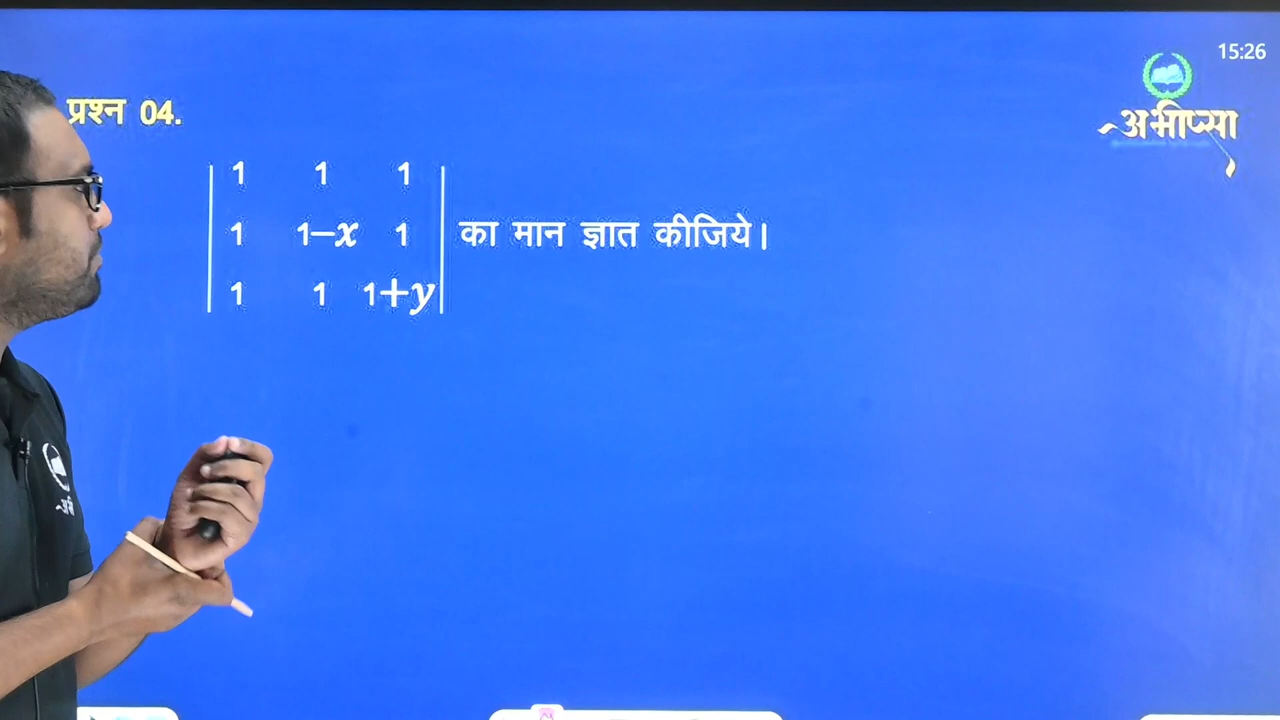 15:26
प्रश्न 04.
अभीप्सा
1 1 1
1 1−x 1 का मान ज्ञात कीजिये।
1 1 1+y